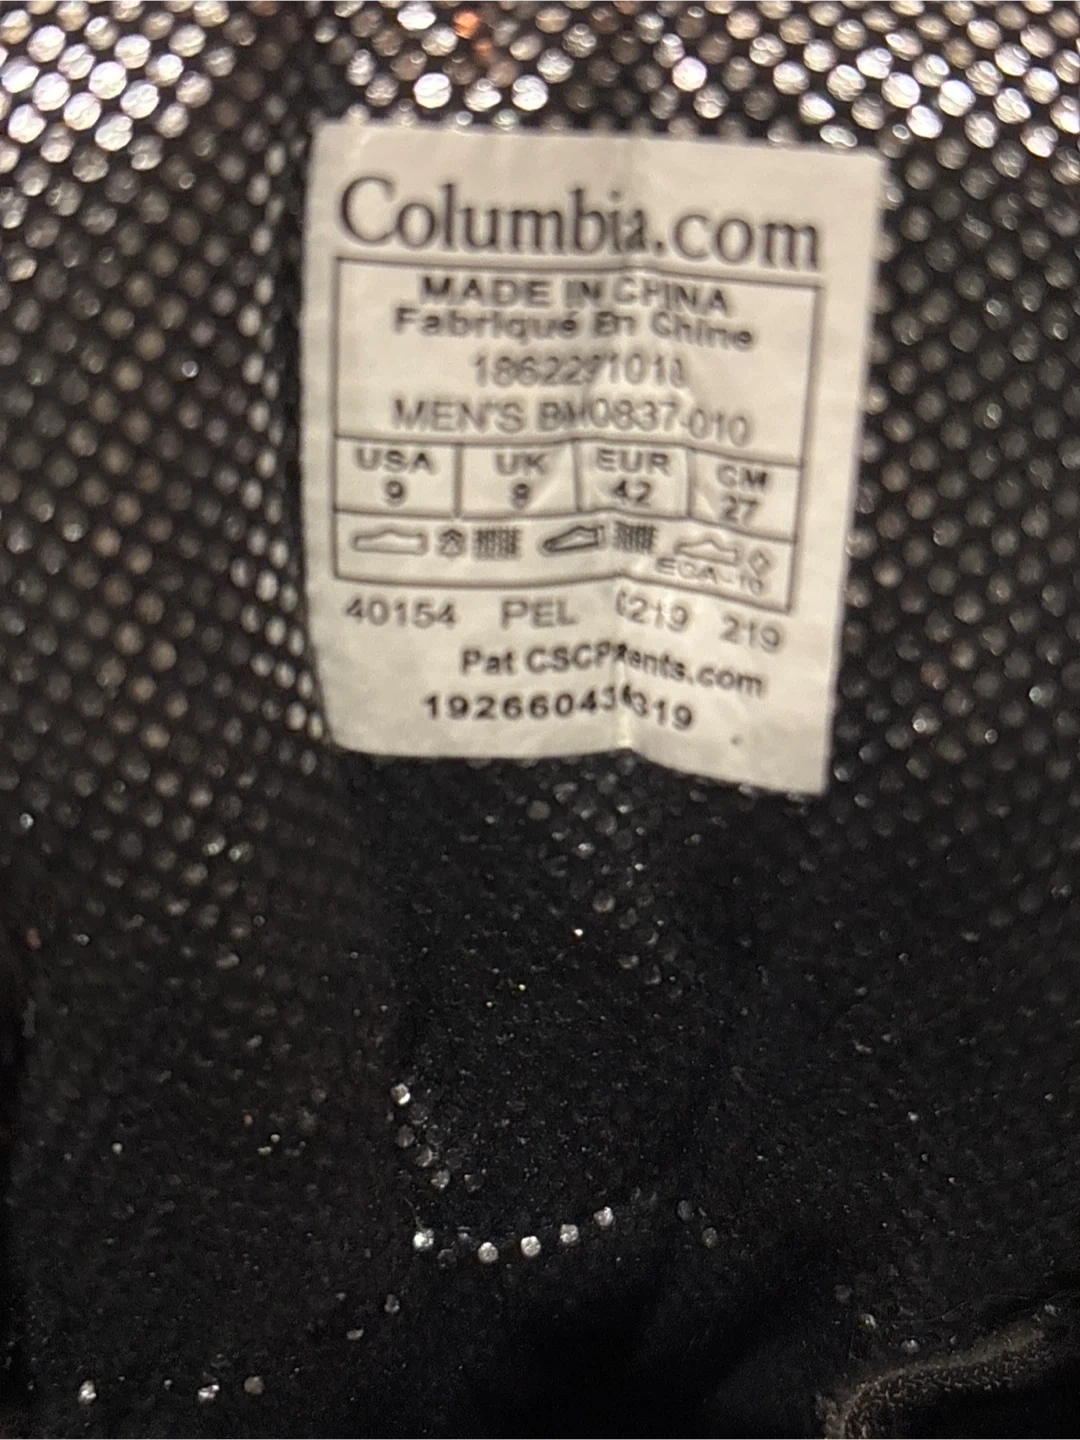 Columbia.com
MADE IN CHINA
Fabriqué En Chine
MEN'S BM0837-010
USA UK EUR CM
9 8 42 27
40154 PEL 219
Pat CSCPatents.com